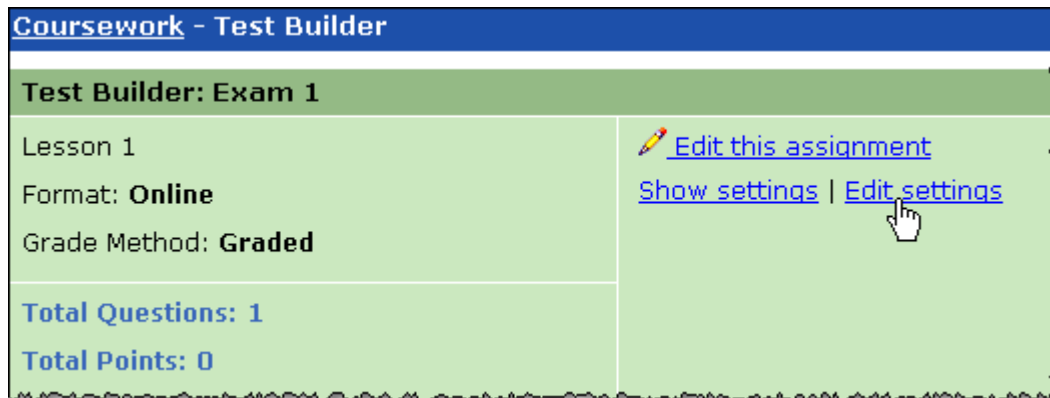 Coursework - Test Builder
Test Builder: Exam 1
Lesson 1
Format: Online
Grade Method: Graded
Edit this assignment
Show settings | Edit settings
Total Questions: 1
Total Points: 0